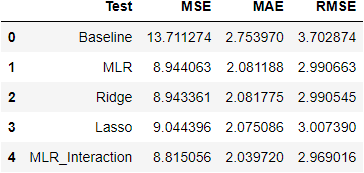 Test MSE MAE RMSE
0 Baseline 13.711274 2.753970 3.702874
1 MLR 8.944063 2.081188 2.990663
2 Ridge 8.943361 2.081775 2.990545
3 Lasso 9.044396 2.075086 3.007390
4 MLR_Interaction 8.815056 2.039720 2.969016